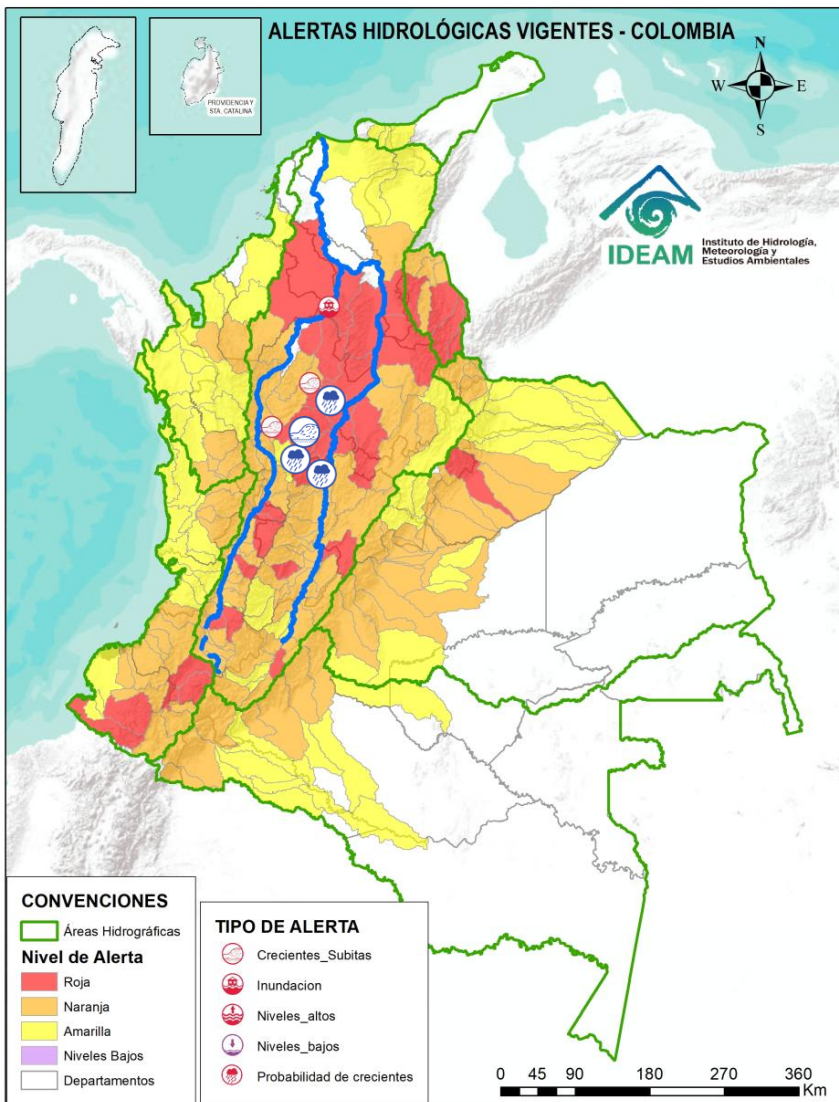 ALERTAS HIDROLÓGICAS VIGENTES - COLOMBIA
PROVIDENCIA Y
STA. CATALINA
N
W
E
S
IDEAM
Instituto de Hidrología,
Meteorología y
Estudios Ambientales
CONVENCIONES
Áreas Hidrográficas
Nivel de Alerta
Roja
Naranja
Amarilla
Niveles Bajos
Departamentos
TIPO DE ALERTA
Crecientes_Subitas
Inundacion
Niveles_altos
Niveles_bajos
Probabilidad de crecientes
0 45 90 180 270 360
Km